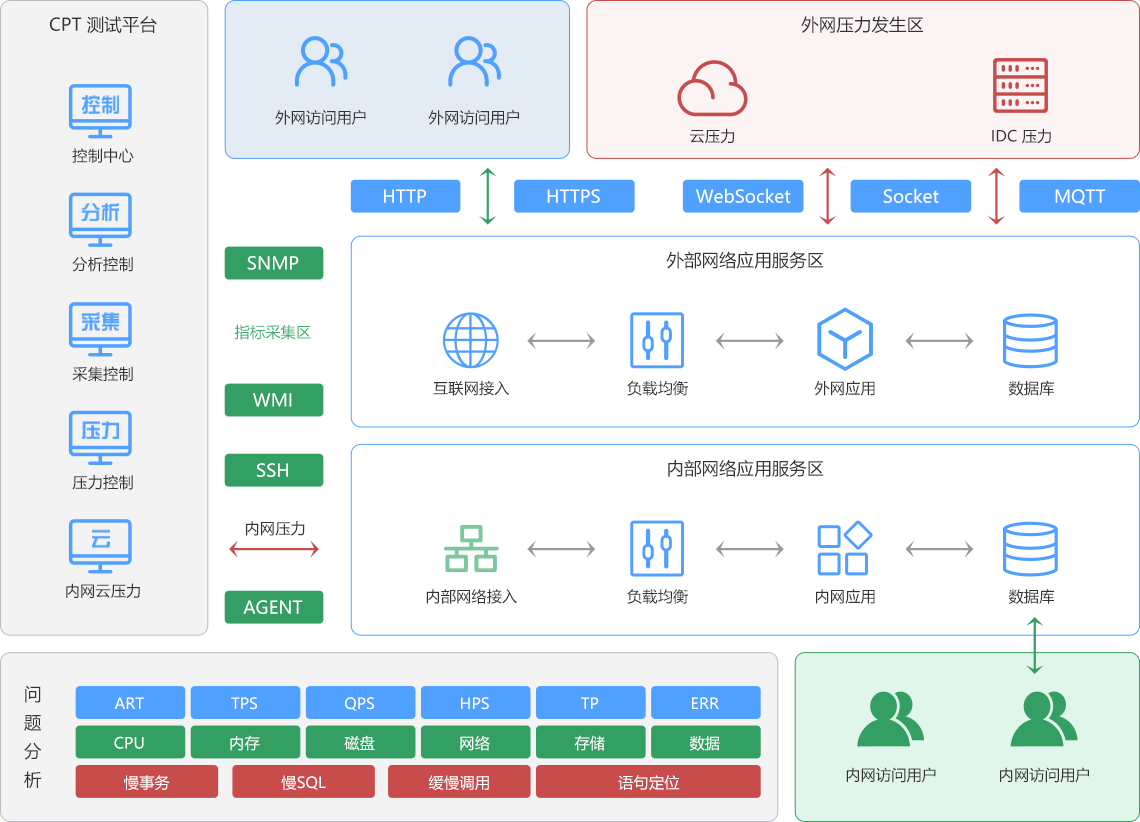 CPT 测试平台
控制
控制中心
分析
分析控制
采集
采集控制
压力
压力控制
云
内网云压力
外网访问用户
外网访问用户
外网压力发生区
云压力
IDC 压力
HTTP
HTTPS
WebSocket
Socket
MQTT
SNMP
指标采集区
WMI
SSH
内网压力
AGENT
外部网络应用服务区
互联网接入
负载均衡
外网应用
数据库
内部网络应用服务区
内部网络接入
负载均衡
内网应用
数据库
问题分析
ART
TPS
QPS
HPS
TP
ERR
CPU
内存
磁盘
网络
存储
数据
慢事务
慢SQL
缓慢调用
语句定位
内网访问用户
内网访问用户